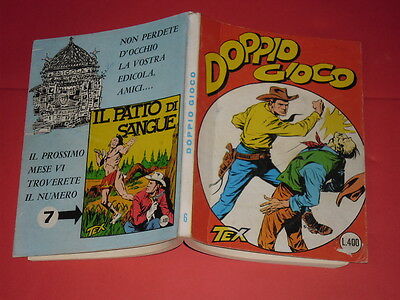 NON PERDETE
D'OCCHIO
LA VOSTRA
EDICOLA,
AMICI....
EDICOLA
IL PATTO DI
SANGUE
IL PROSSIMO
MESE VI
TROVERETE
IL NUMERO
7
TEX
DOPPIO GIOCO
6
DOPPIO
GIOCO
TEX
L.400